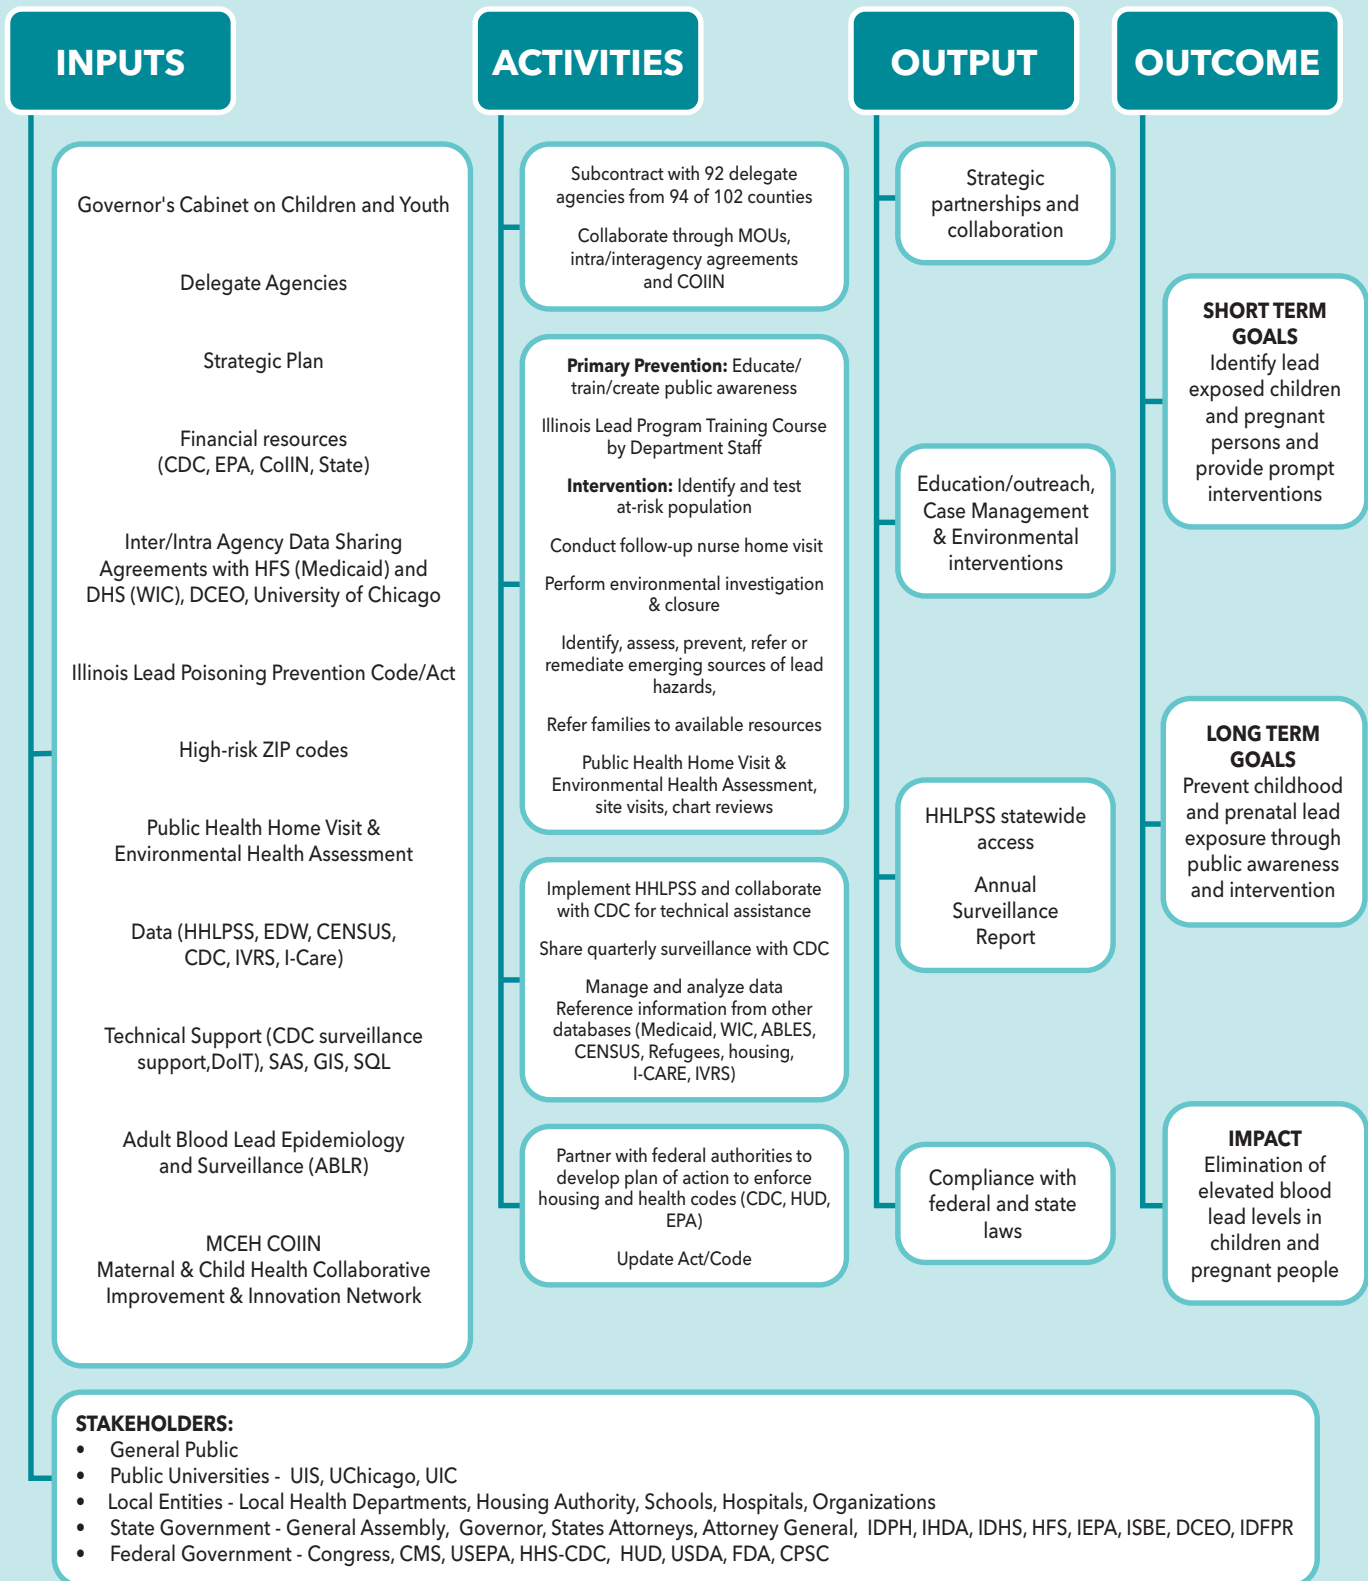 INPUTS
Governor's Cabinet on Children and Youth
Delegate Agencies
Strategic Plan
Financial resources
(CDC, EPA, CoIIN, State)
Inter/Intra Agency Data Sharing
Agreements with HFS (Medicaid) and
DHS (WIC), DCEO, University of Chicago
Illinois Lead Poisoning Prevention Code/Act
High-risk ZIP codes
Public Health Home Visit &
Environmental Health Assessment
Data (HHLPSS, EDW, CENSUS,
CDC, IVRS, I-Care)
Technical Support (CDC surveillance
support,DoIT), SAS, GIS, SQL
Adult Blood Lead Epidemiology
and Surveillance (ABLR)
MCEH COIIN
Maternal & Child Health Collaborative
Improvement & Innovation Network
ACTIVITIES
Subcontract with 92 delegate
agencies from 94 of 102 counties
Collaborate through MOUs,
intra/interagency agreements
and COIIN
Primary Prevention: Educate/
train/create public awareness
Illinois Lead Program Training Course
by Department Staff
Intervention: Identify and test
at-risk population
Conduct follow-up nurse home visit
Perform environmental investigation
& closure
Identify, assess, prevent, refer or
remediate emerging sources of lead
hazards,
Refer families to available resources
Public Health Home Visit &
Environmental Health Assessment,
site visits, chart reviews
Implement HHLPSS and collaborate
with CDC for technical assistance
Share quarterly surveillance with CDC
Manage and analyze data
Reference information from other
databases (Medicaid, WIC, ABLES,
CENSUS, Refugees, housing,
I-CARE, IVRS)
Partner with federal authorities to
develop plan of action to enforce
housing and health codes (CDC, HUD,
EPA)
Update Act/Code
OUTPUT
Strategic
partnerships and
collaboration
Education/outreach,
Case Management
& Environmental
interventions
HHLPSS statewide
access
Annual
Surveillance
Report
Compliance with
federal and state
laws
OUTCOME
SHORT TERM
GOALS
Identify lead
exposed children
and pregnant
persons and
provide prompt
interventions
LONG TERM
GOALS
Prevent childhood
and prenatal lead
exposure through
public awareness
and intervention
IMPACT
Elimination of
elevated blood
lead levels in
children and
pregnant people
STAKEHOLDERS:
• General Public
• Public Universities - UIS, UChicago, UIC
• Local Entities - Local Health Departments, Housing Authority, Schools, Hospitals, Organizations
• State Government - General Assembly, Governor, States Attorneys, Attorney General, IDPH, IHDA, IDHS, HFS, IEPA, ISBE, DCEO, IDFPR
• Federal Government - Congress, CMS, USEPA, HHS-CDC, HUD, USDA, FDA, CPSC